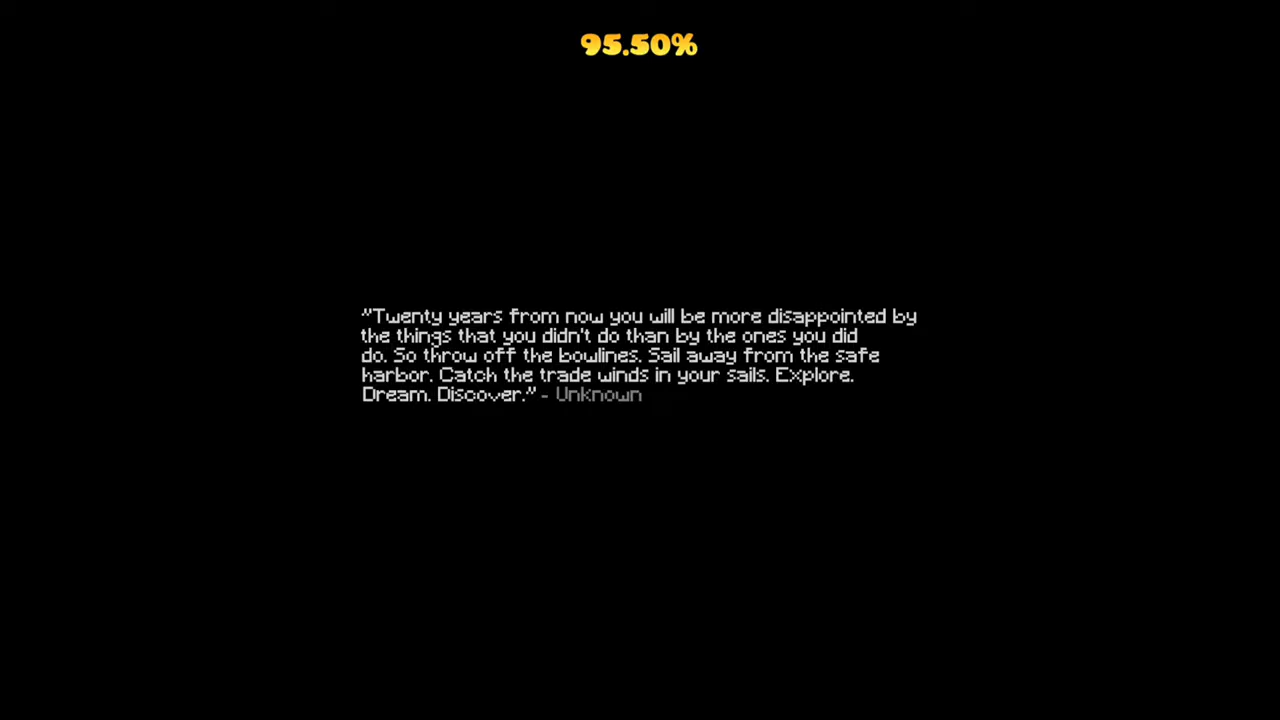 95.50%
"Twenty years from now you will be more disappointed by
the things that you didn't do than by the ones you did
do. So throw off the bowlines. Sail away from the safe
harbor. Catch the trade winds in your sails. Explore.
Dream. Discover." - Unknown